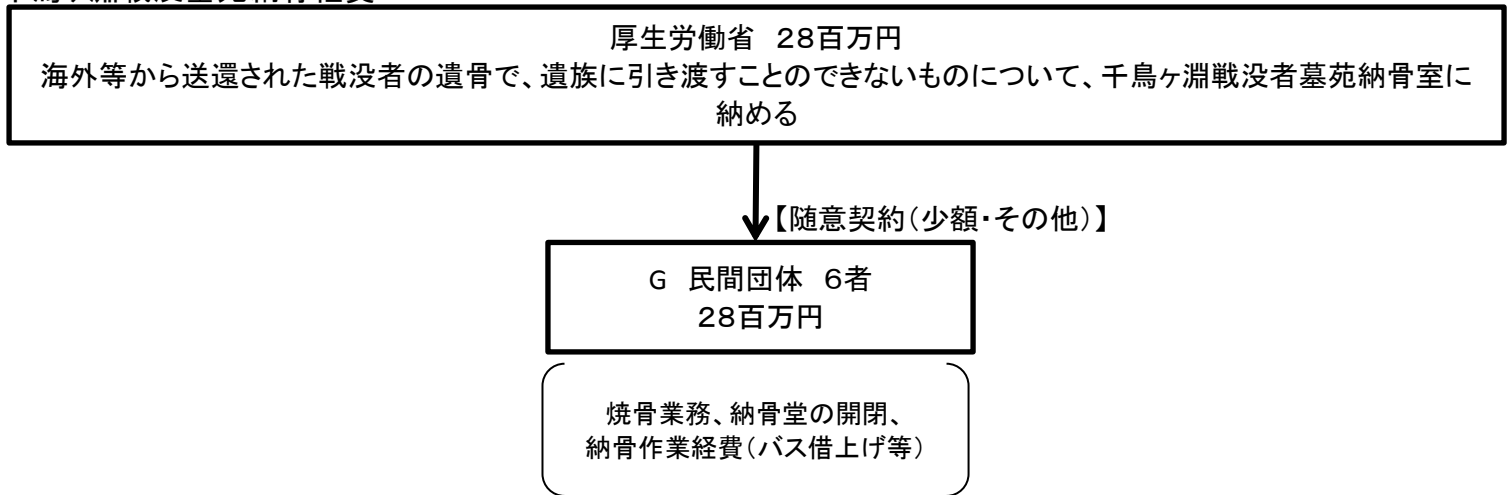 厚生労働省　２８百万円
海外等から送還された戦没者の遺骨で、遺族に引き渡すことのできないものについて、千鳥ヶ淵戦没者墓苑納骨室に
納める
【随意契約（少額・その他）】
G　民間団体　６者
２８百万円
焼骨業務、納骨堂の開閉、
納骨作業経費（バス借上げ等）